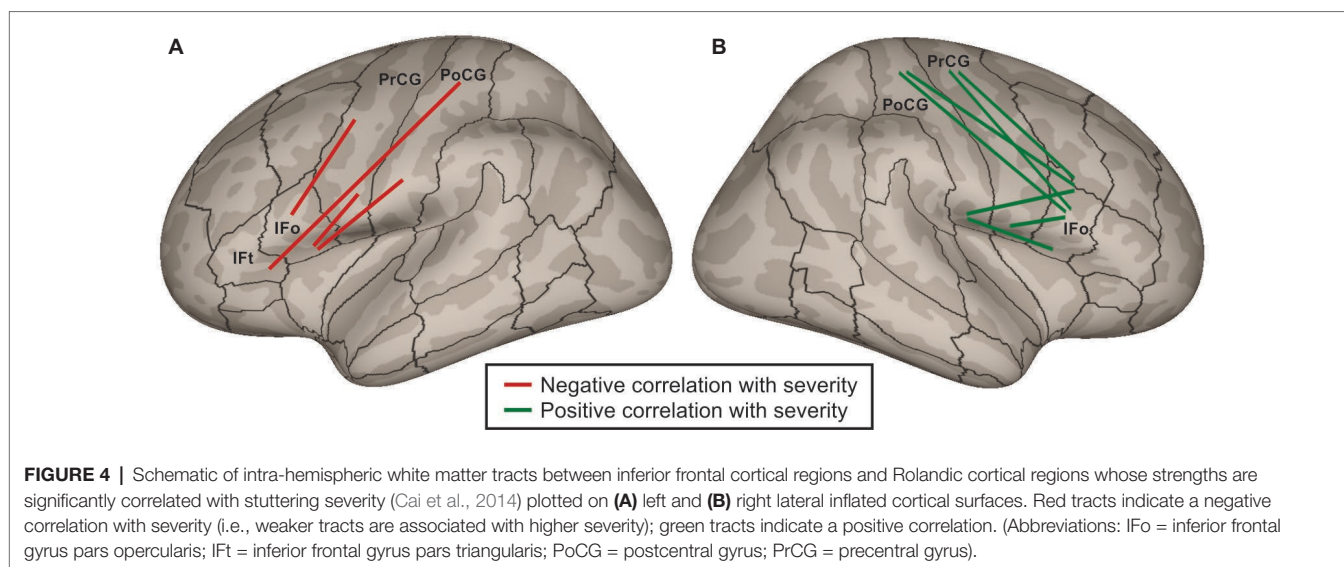 A
B
PrCG
PoCG
IFo
IFt
PrCG
PoCG
IFo
Negative correlation with severity
Positive correlation with severity
FIGURE 4 | Schematic of intra-hemispheric white matter tracts between inferior frontal cortical regions and Rolandic cortical regions whose strengths are
significantly correlated with stuttering severity (Cai et al., 2014) plotted on (A) left and (B) right lateral inflated cortical surfaces. Red tracts indicate a negative
correlation with severity (i.e., weaker tracts are associated with higher severity); green tracts indicate a positive correlation. (Abbreviations: IFo = inferior frontal
gyrus pars opercularis; IFt = inferior frontal gyrus pars triangularis; PoCG = postcentral gyrus; PrCG = precentral gyrus).